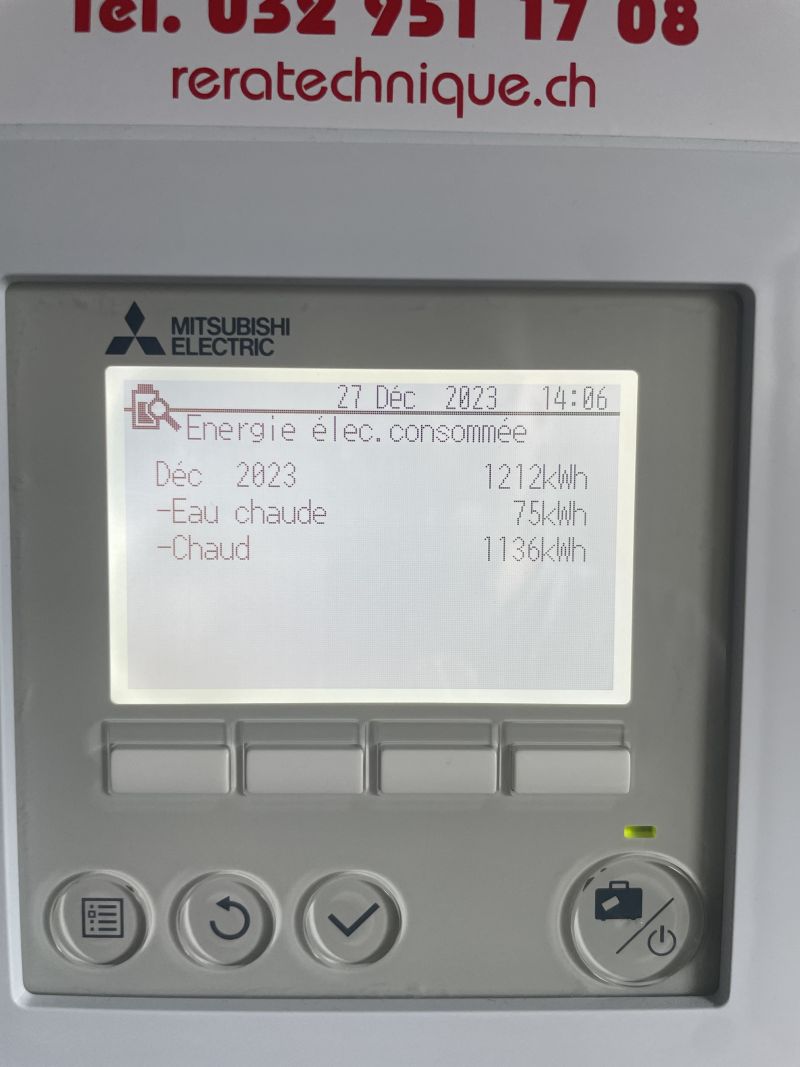 Tél. 032 951 17 08
reratechnique.ch
MITSUBISHI
ELECTRIC
27 Déc 2023 14:06
Energie élec.consommée
Déc 2023 1212kWh
-Eau chaude 75kWh
-Chaud 1136kWh